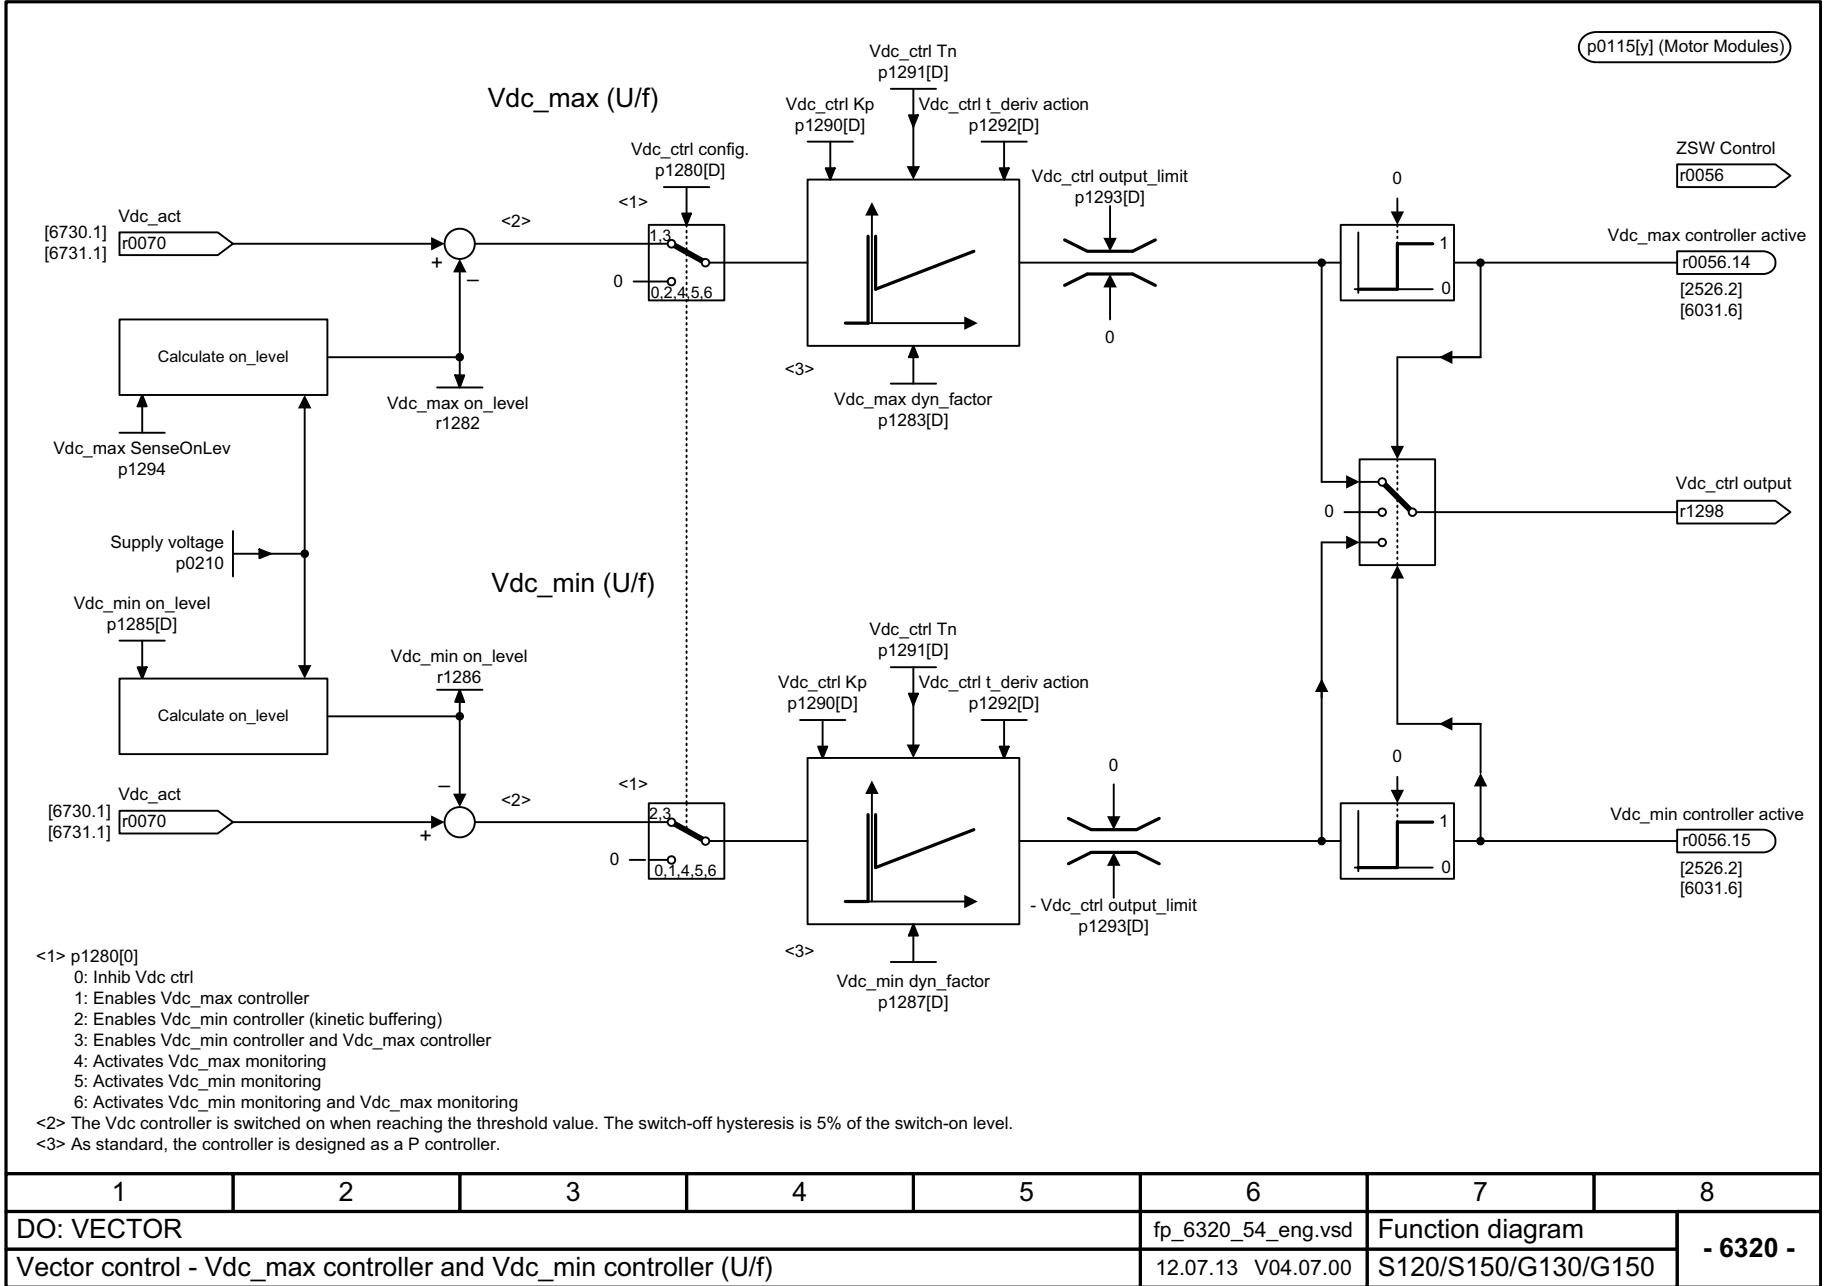 p0115[y] (Motor Modules)
Vdc_max (U/f)
Vdc_ctrl Tn
p1291[D]
Vdc_ctrl Kp
p1290[D]
Vdc_ctrl t_deriv action
p1292[D]
Vdc_ctrl config.
p1280[D]
<1>
Vdc_ctrl output_limit
p1293[D]
0
0
ZSW Control
r0056
[6730.1]
[6731.1]
Vdc_act
r0070
+
–
<2>
1,3
0
0,2,4,5,6
1
0
Vdc_max controller active
r0056.14
[2526.2]
[6031.6]
Calculate on_level
Vdc_max on_level
r1282
<3>
Vdc_max dyn_factor
p1283[D]
Vdc_max SenseOnLev
p1294
0
Vdc_ctrl output
r1298
Supply voltage
p0210
Vdc_min (U/f)
Vdc_min on_level
p1285[D]
Vdc_min on_level
r1286
Calculate on_level
Vdc_ctrl Tn
p1291[D]
Vdc_ctrl Kp
p1290[D]
Vdc_ctrl t_deriv action
p1292[D]
[6730.1]
[6731.1]
Vdc_act
r0070
+
–
<2>
<1>
2,3
0
0,1,4,5,6
0
0
1
0
Vdc_min controller active
r0056.15
[2526.2]
[6031.6]
- Vdc_ctrl output_limit
p1293[D]
<3>
Vdc_min dyn_factor
p1287[D]
<1> p1280[0]
0: Inhib Vdc ctrl
1: Enables Vdc_max controller
2: Enables Vdc_min controller (kinetic buffering)
3: Enables Vdc_min controller and Vdc_max controller
4: Activates Vdc_max monitoring
5: Activates Vdc_min monitoring
6: Activates Vdc_min monitoring and Vdc_max monitoring
<2> The Vdc controller is switched on when reaching the threshold value. The switch-off hysteresis is 5% of the switch-on level.
<3> As standard, the controller is designed as a P controller.
1 2 3 4 5 6 7 8
DO: VECTOR
fp_6320_54_eng.vsd
Function diagram
- 6320 -
Vector control - Vdc_max controller and Vdc_min controller (U/f)
12.07.13 V04.07.00
S120/S150/G130/G150